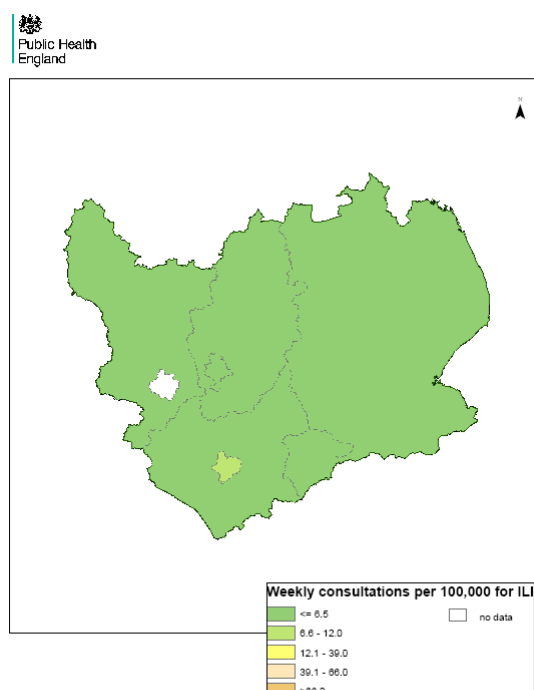 Public Health
England
N
Weekly consultations per 100,000 for ILI
<= 6.5
no data
6.6 - 12.0
12.1 - 39.0
39.1 - 66.0